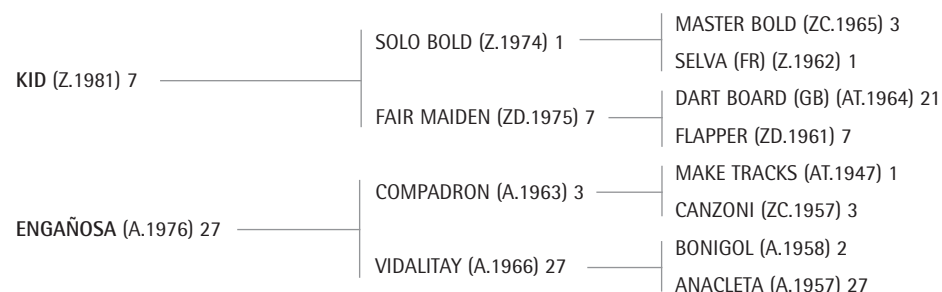 MASTER BOLD (ZC.1965) 3
SOLO BOLD (Z.1974) 1
SELVA (FR) (Z.1962) 1
KID (Z.1981) 7
DART BOARD (GB) (AT.1964) 21
FAIR MAIDEN (ZD.1975) 7
FLAPPER (ZD.1961) 7
MAKE TRACKS (AT.1947) 1
COMPADRON (A.1963) 3
CANZONI (ZC.1957) 3
ENGAÑOSA (A.1976) 27
BONIGOL (A.1958) 2
VIDALITAY (A.1966) 27
ANACLETA (A.1957) 27